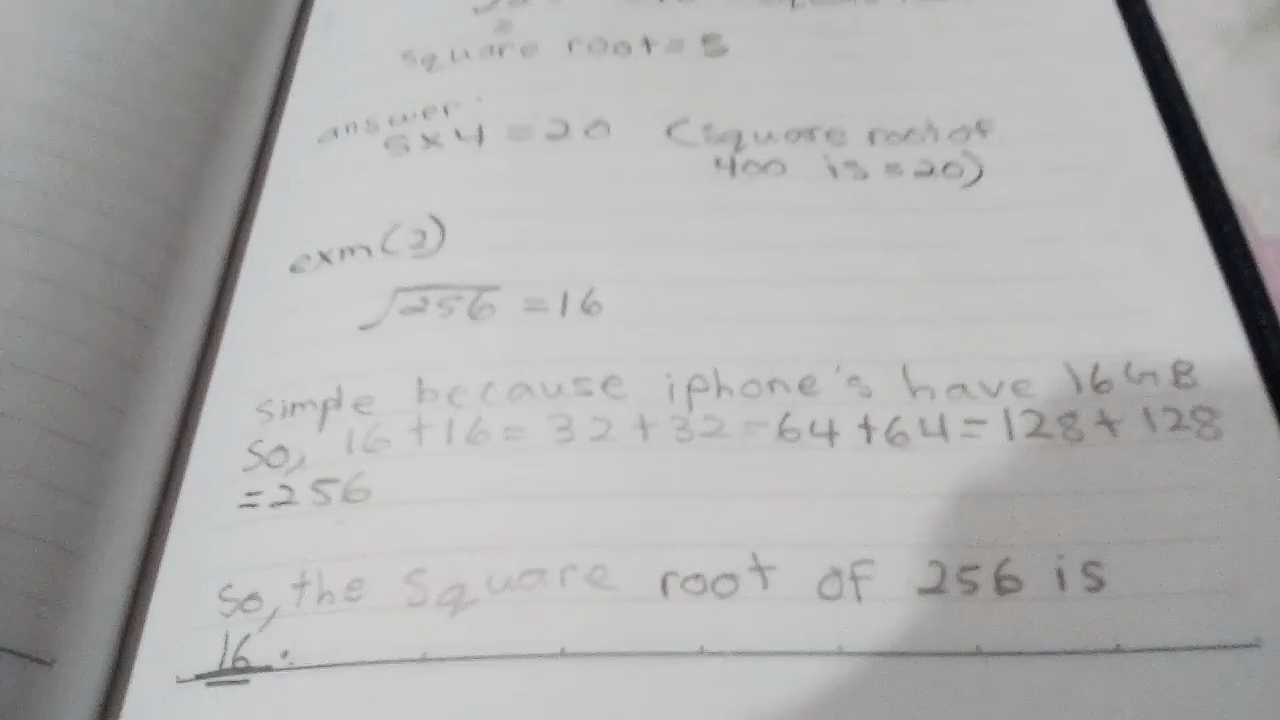 square root = 5
answer:
5 x 4 = 20 (square root of
400 is = 20)
exm (2)
√256 = 16
simple because iphone's have 16GB
so, 16 + 16 = 32 + 32 = 64 + 64 = 128 + 128
= 256
So, the Square root of 256 is
16.